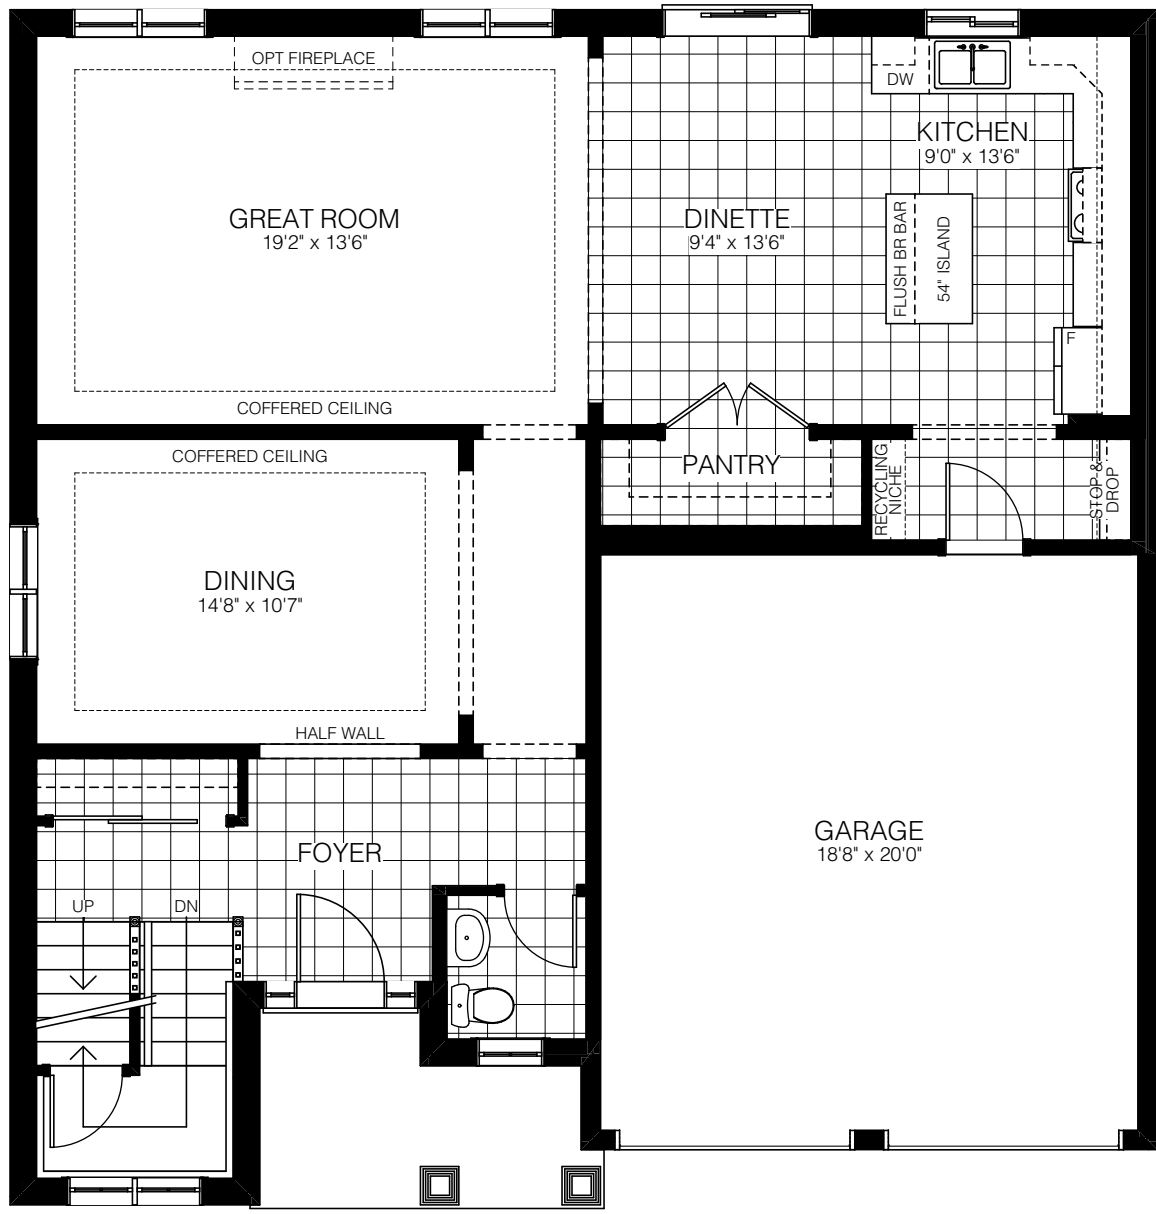 OPT FIREPLACE
DW
KITCHEN
9'0" x 13'6"
GREAT ROOM
19'2" x 13'6"
DINETTE
9'4" x 13'6"
FLUSH BR BAR
54" ISLAND
F
COFFERED CEILING
COFFERED CEILING
PANTRY
RECYCLING
NICHE
STOP &
DROP
DINING
14'8" x 10'7"
HALF WALL
GARAGE
18'8" x 20'0"
FOYER
UP
DN